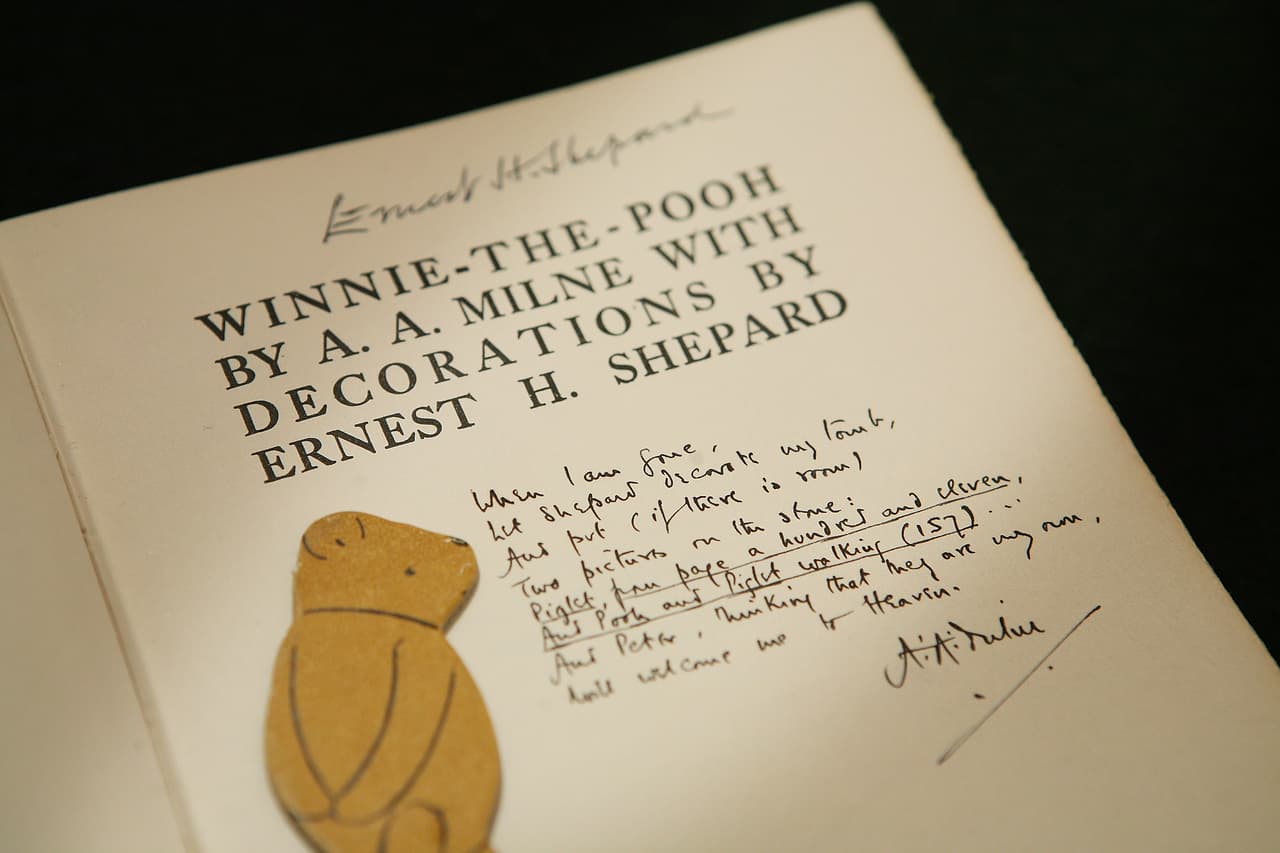 Ernest H. Shepard
WINNIE-THE-POOH
BY A. A. MILNE WITH
DECORATIONS BY
ERNEST H. SHEPARD
When I am gone,
Let Shepard decorate my tomb,
And put (if there is room)
Two pictures on the stone:
Piglet, from page a hundred and eleven,
And Pooh and Piglet walking (157) ...
And Peter, thinking that they are my own,
Will welcome me to Heaven.
A. A. Milne